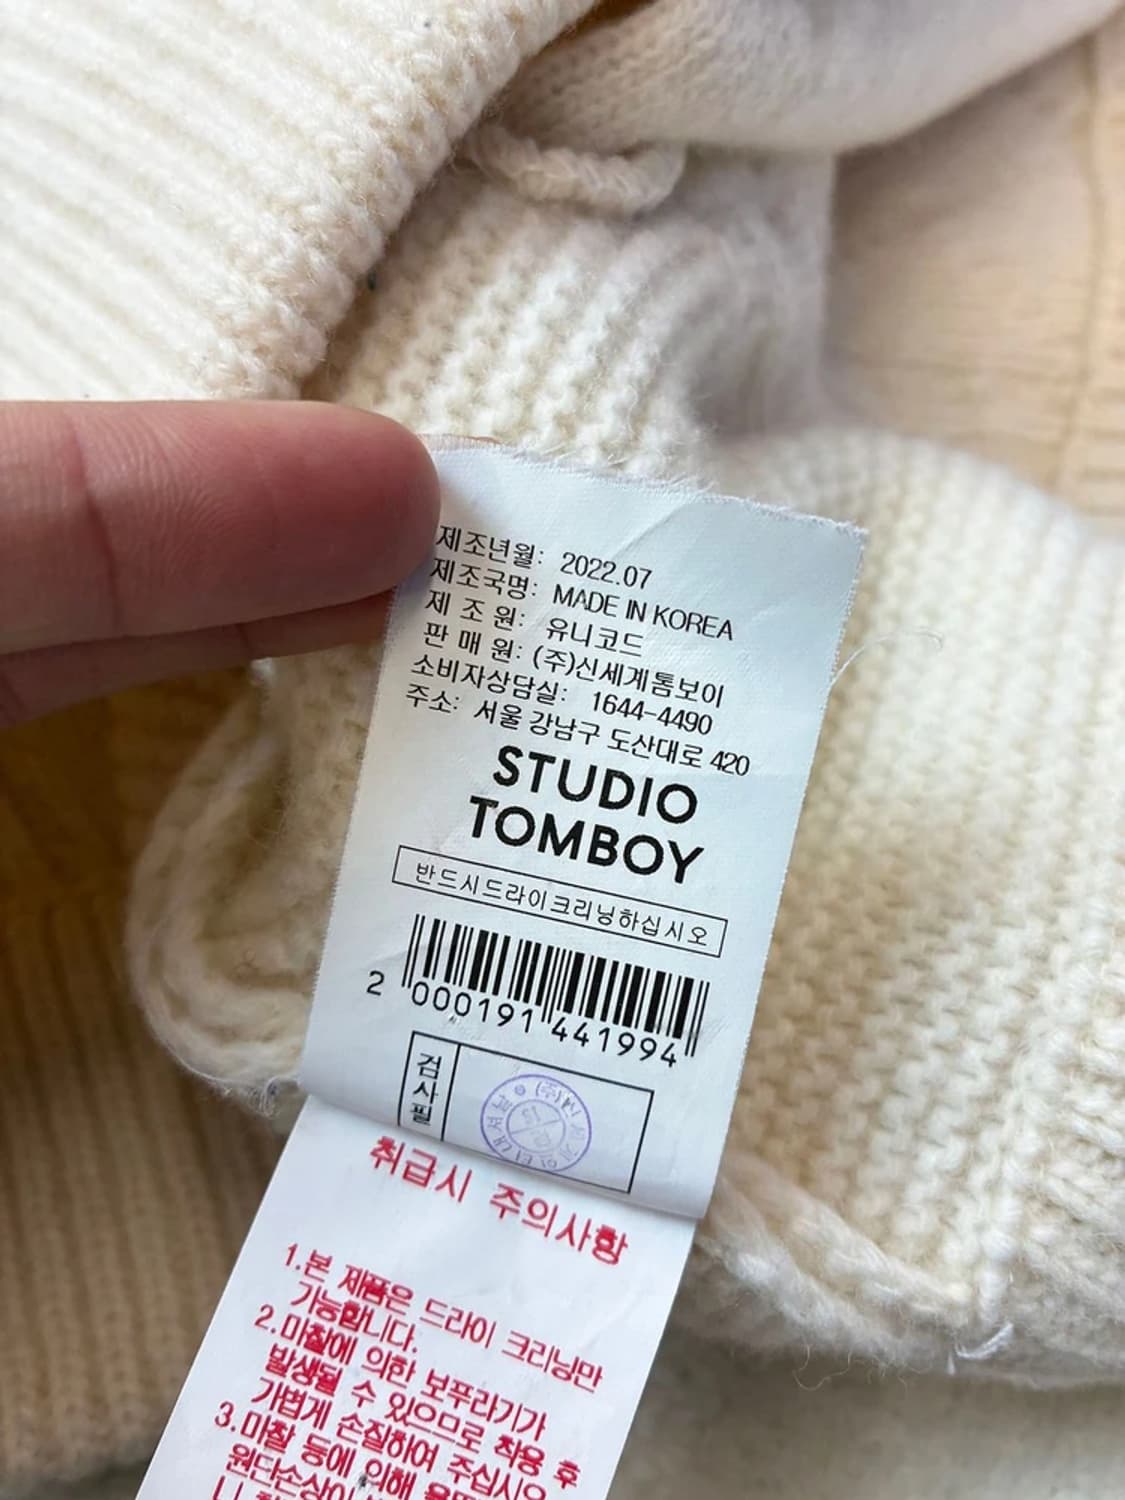 제조년월: 2022.07
제조국명: MADE IN KOREA
제 조 원: 유니코드
판 매 원: (주)신세계톰보이
소비자상담실: 1644-4490
주소: 서울 강남구 도산대로 420
STUDIO
TOMBOY
반드시드라이크리닝하십시오
2 000191 441994
검사필
취급시 주의사항
1.본 제품은 드라이 크리닝만
가능합니다.
2.마찰에 의한 보푸라기가
발생될 수 있으므로 착용 후
가볍게 손질하여 주십시오
3.마찰 등에 의해
원단손상이